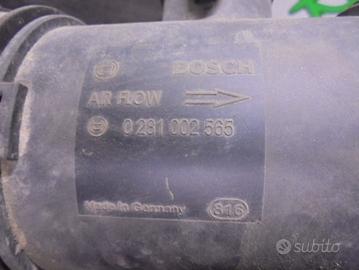 BOSCH
AIR FLOW
0 281 002 565
Made in Germany 816
subito